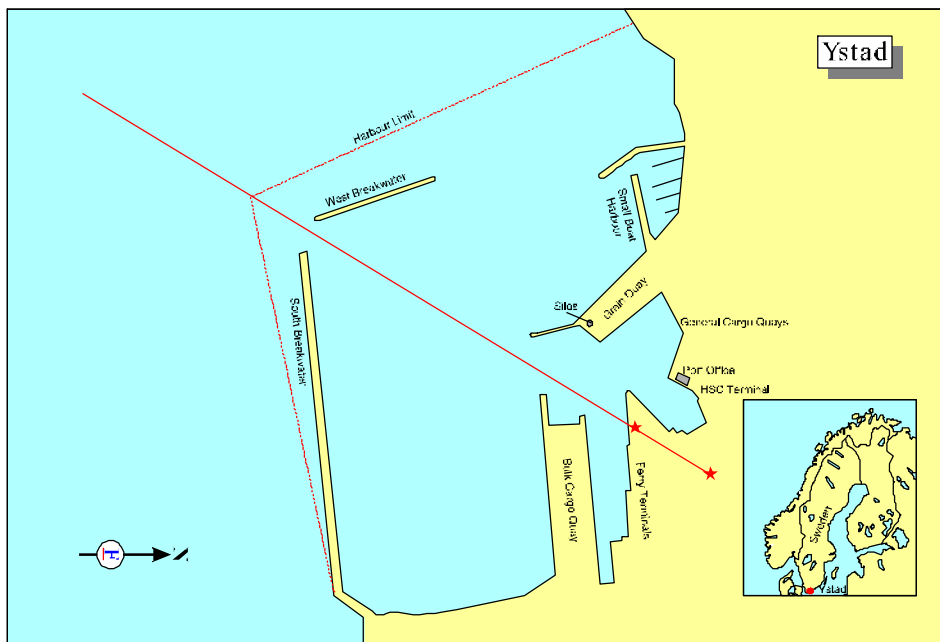 Ystad
Harbour Limit
West Breakwater
Small Boat
Harbour
Silos
Grain Quay
General Cargo Quays
South Breakwater
Port Office
HSC Terminal
Bulk Cargo Quay
Ferry Terminals
Sweden
Ystad
H
N